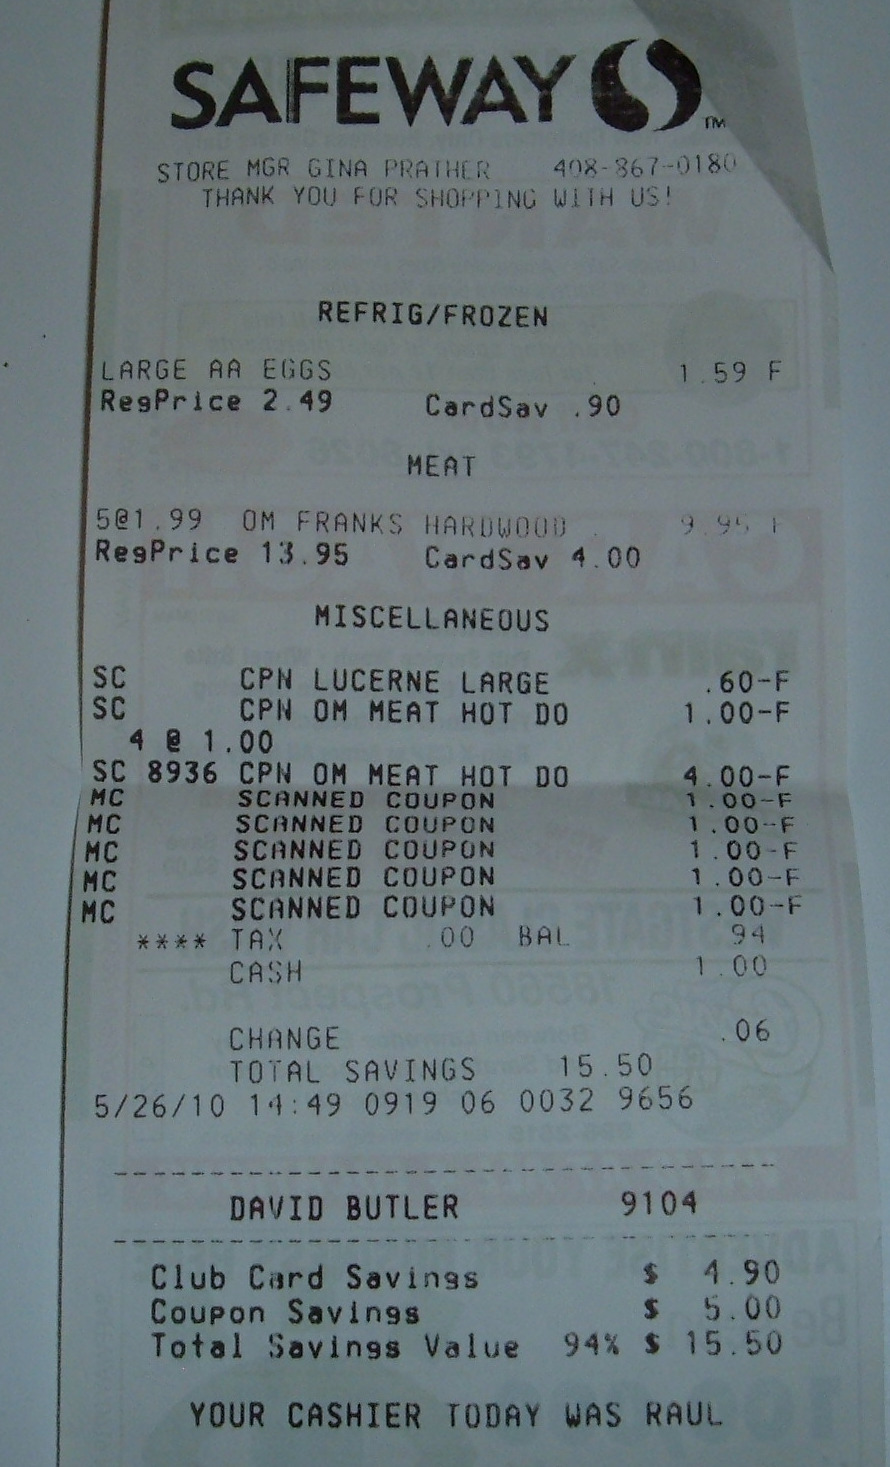 SAFEWAY
TM
STORE MGR GINA PRATHER 408-867-0180
THANK YOU FOR SHOPPING WITH US!
REFRIG/FROZEN
LARGE AA EGGS 1.59 F
RegPrice 2.49 CardSav .90
MEAT
5@1.99 OM FRANKS HARDWOOD 9.95 F
RegPrice 13.95 CardSav 4.00
MISCELLANEOUS
SC CPN LUCERNE LARGE .60-F
SC CPN OM MEAT HOT DO 1.00-F
4 @ 1.00
SC 8936 CPN OM MEAT HOT DO 4.00-F
MC SCANNED COUPON 1.00-F
MC SCANNED COUPON 1.00-F
MC SCANNED COUPON 1.00-F
MC SCANNED COUPON 1.00-F
MC SCANNED COUPON 1.00-F
**** TAX .00 BAL .94
CASH 1.00
CHANGE .06
TOTAL SAVINGS 15.50
5/26/10 14:49 0919 06 0032 9656
DAVID BUTLER 9104
Club Card Savings $ 4.90
Coupon Savings $ 5.00
Total Savings Value 94% $ 15.50
YOUR CASHIER TODAY WAS RAUL